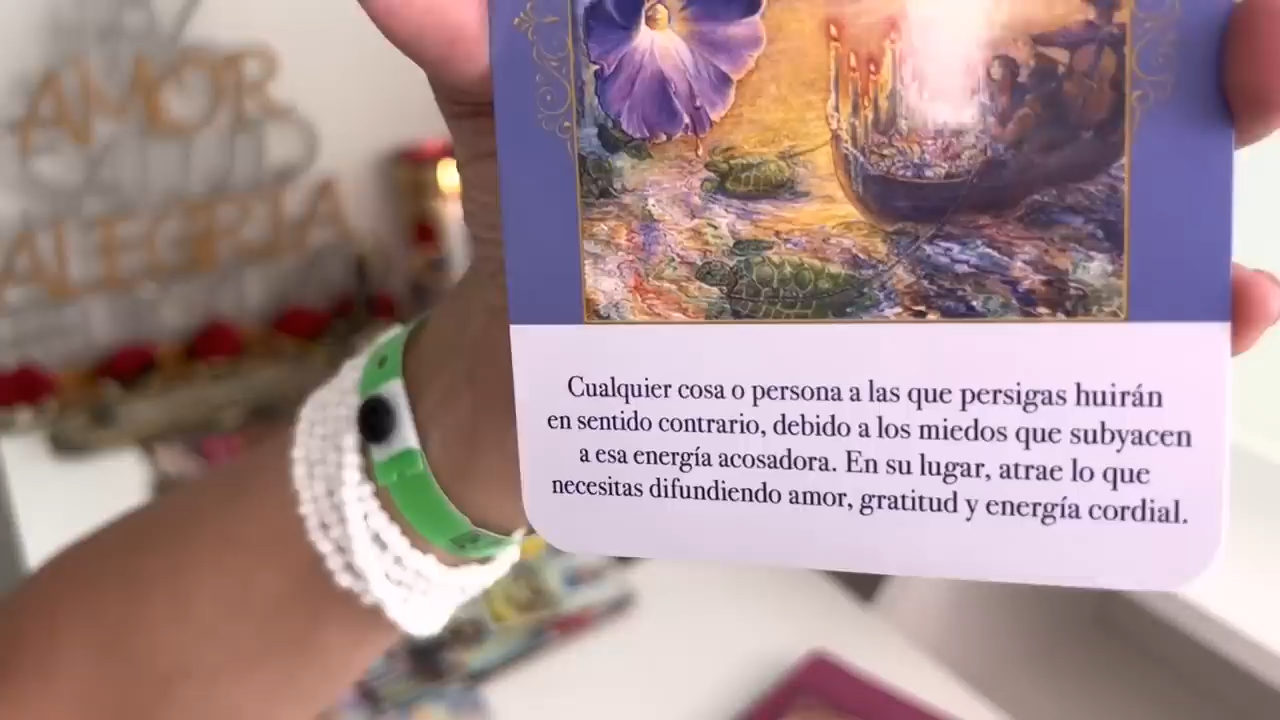 AMOR
ALEGRIA
Cualquier cosa o persona a las que persigas huirán
en sentido contrario, debido a los miedos que subyacen
a esa energía acosadora. En su lugar, atrae lo que
necesitas difundiendo amor, gratitud y energía cordial.